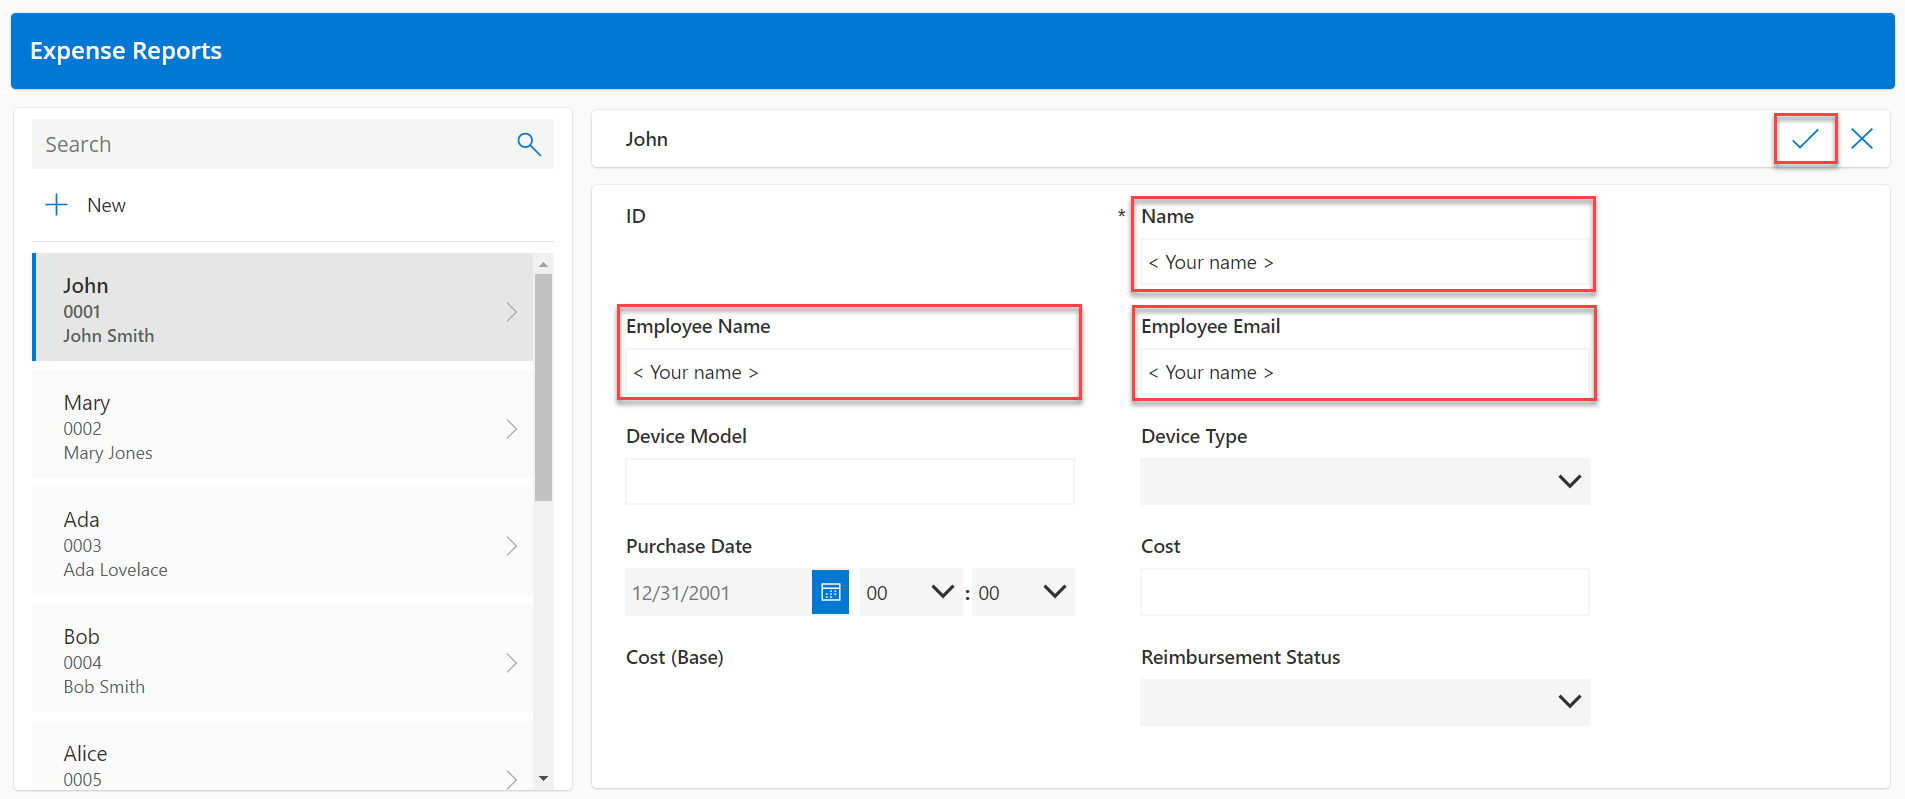 Expense Reports
Search
New
John
0001
John Smith
Mary
0002
Mary Jones
Ada
0003
Ada Lovelace
Bob
0004
Bob Smith
Alice
0005
John
ID
* Name
< Your name >
Employee Name
< Your name >
Employee Email
< Your name >
Device Model
Device Type
Purchase Date
12/31/2001 00 : 00
Cost
Cost (Base)
Reimbursement Status